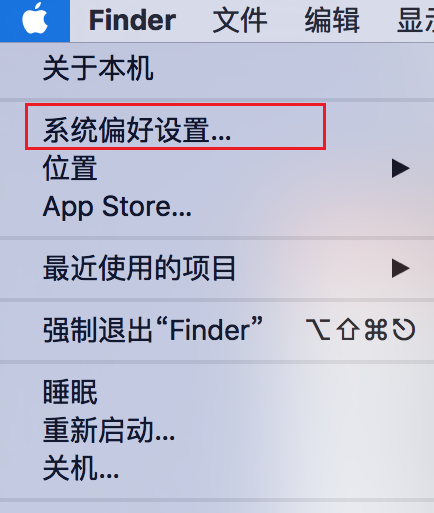 Finder 文件 编辑 显示
关于本机
系统偏好设置...
位置
App Store...
最近使用的项目
强制退出“Finder” ⌥⇧⌘⎋
睡眠
重新启动...
关机...